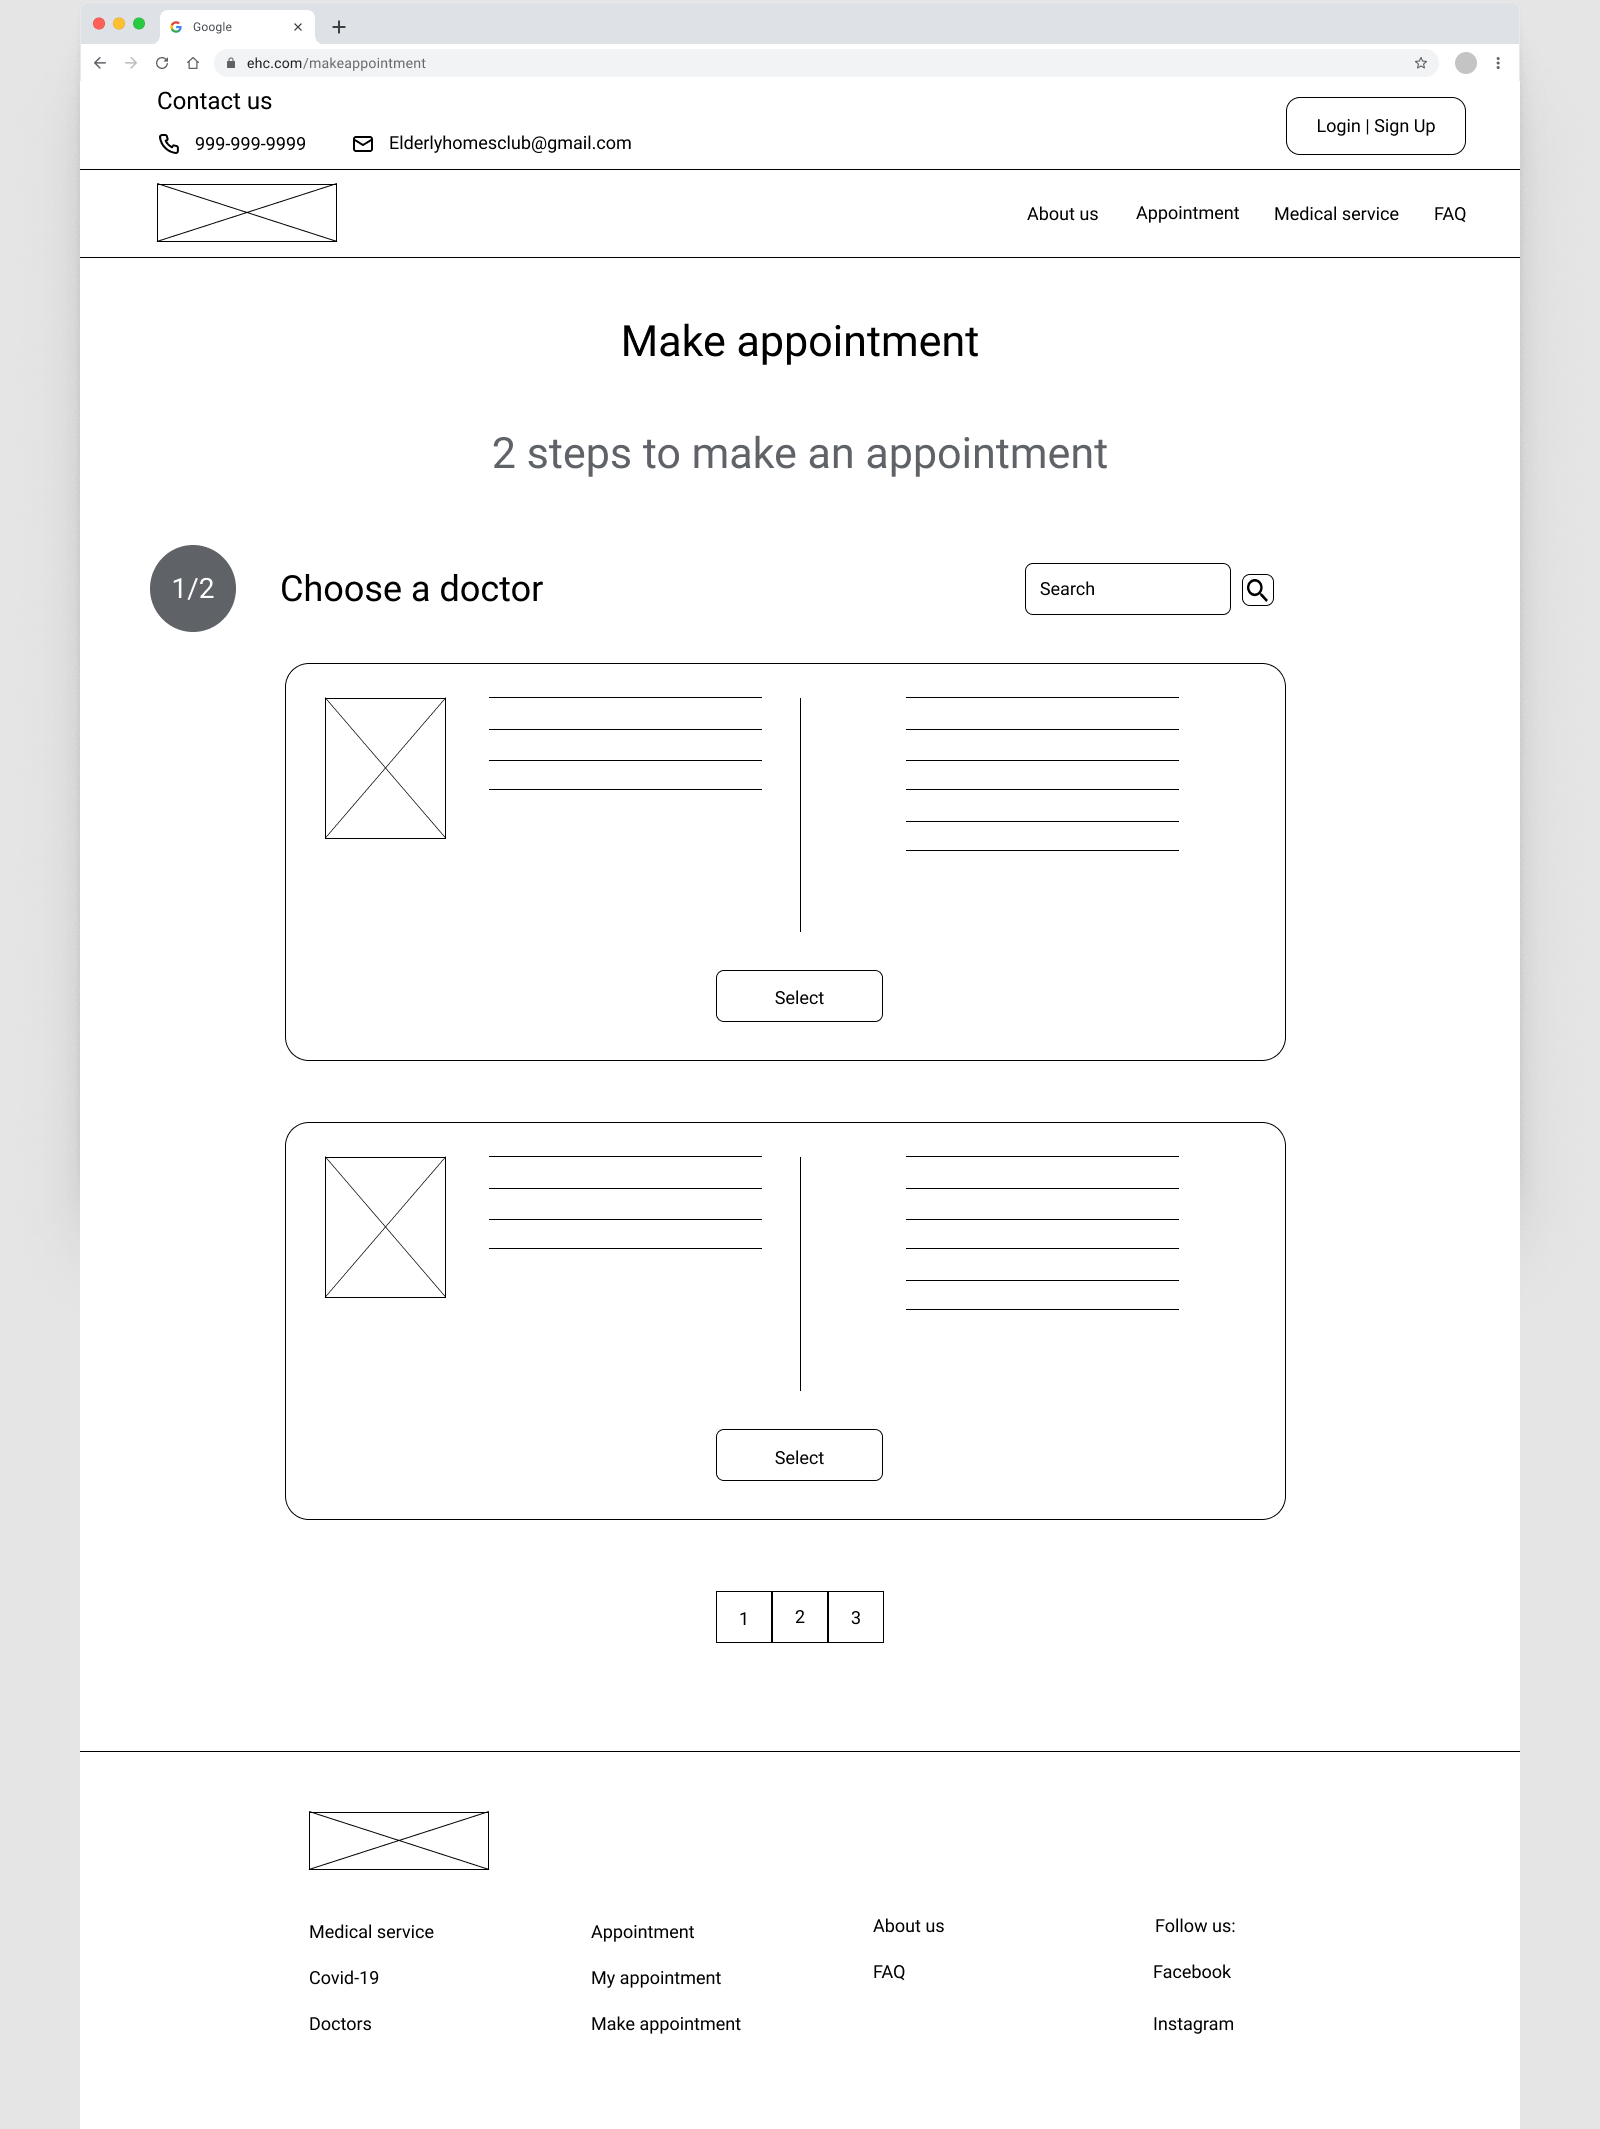 Google
ehc.com/makeappointment
Contact us
999-999-9999 Elderlyhomesclub@gmail.com
Login | Sign Up
About us Appointment Medical service FAQ
Make appointment
2 steps to make an appointment
1/2 Choose a doctor Search
Select
Select
1 2 3
Medical service Appointment About us Follow us:
Covid-19 My appointment FAQ Facebook
Doctors Make appointment Instagram